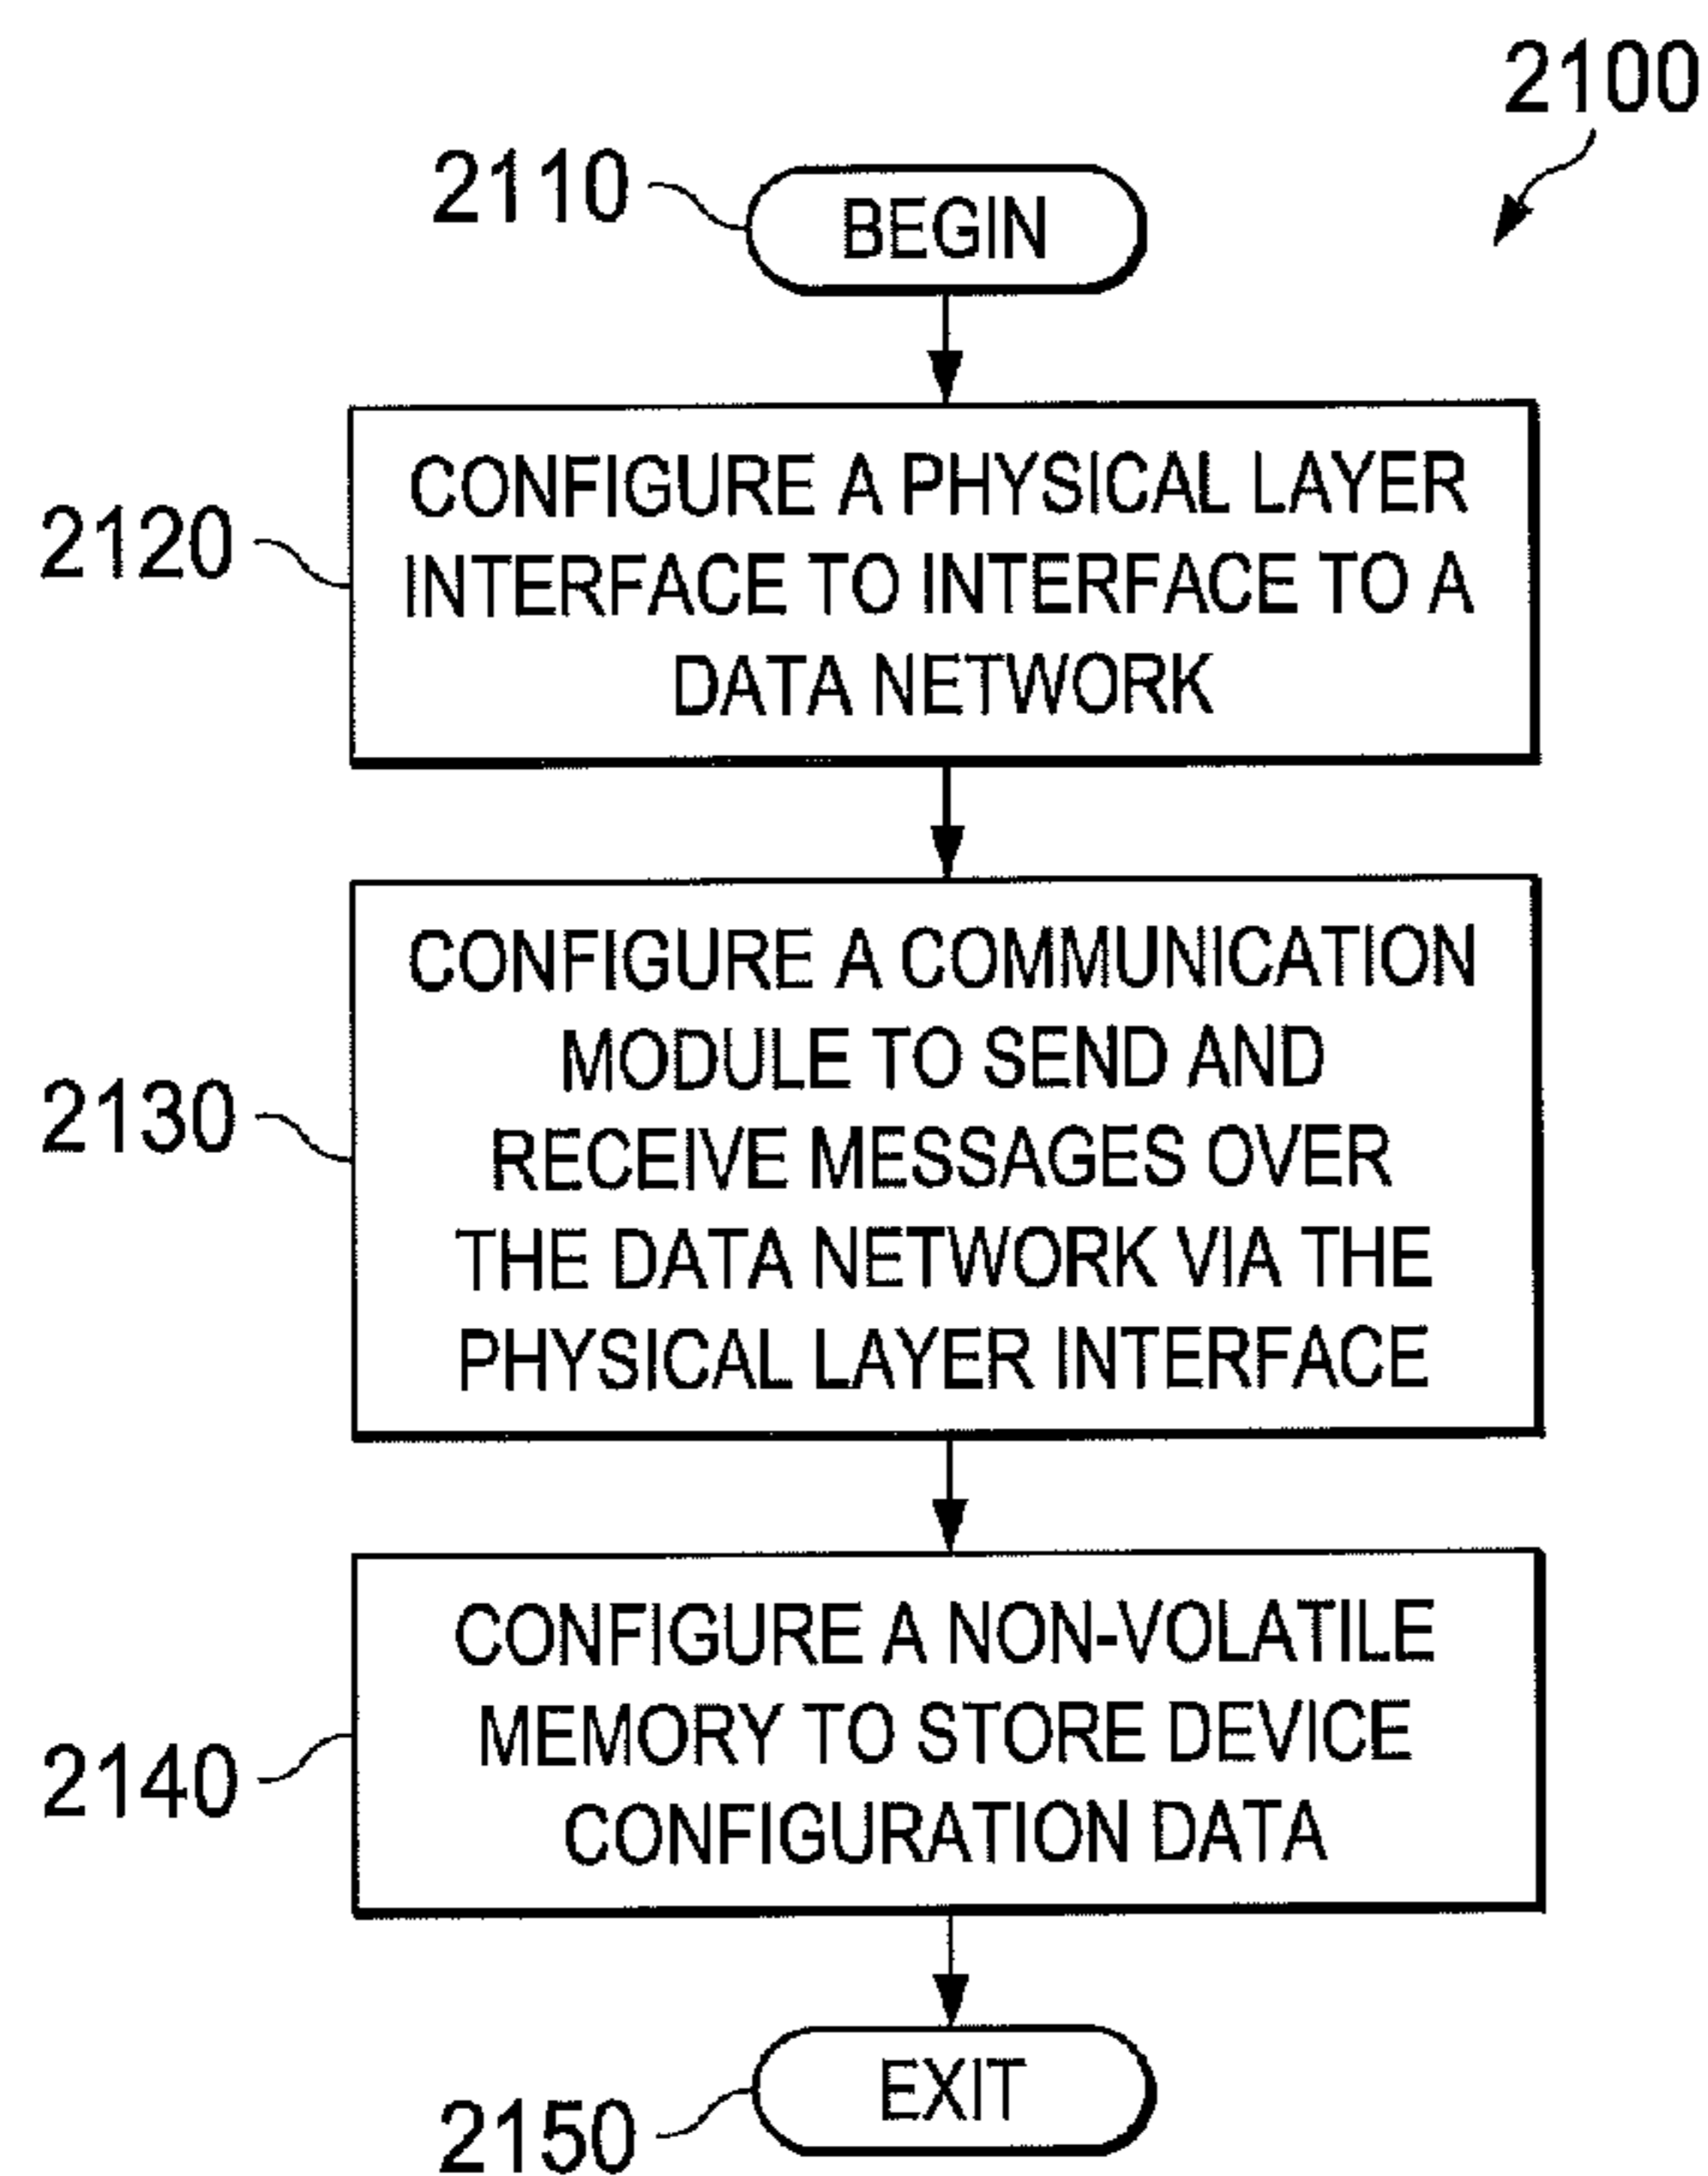 2100
2110
BEGIN
2120
CONFIGURE A PHYSICAL LAYER
INTERFACE TO INTERFACE TO A
DATA NETWORK
2130
CONFIGURE A COMMUNICATION
MODULE TO SEND AND
RECEIVE MESSAGES OVER
THE DATA NETWORK VIA THE
PHYSICAL LAYER INTERFACE
2140
CONFIGURE A NON-VOLATILE
MEMORY TO STORE DEVICE
CONFIGURATION DATA
2150
EXIT